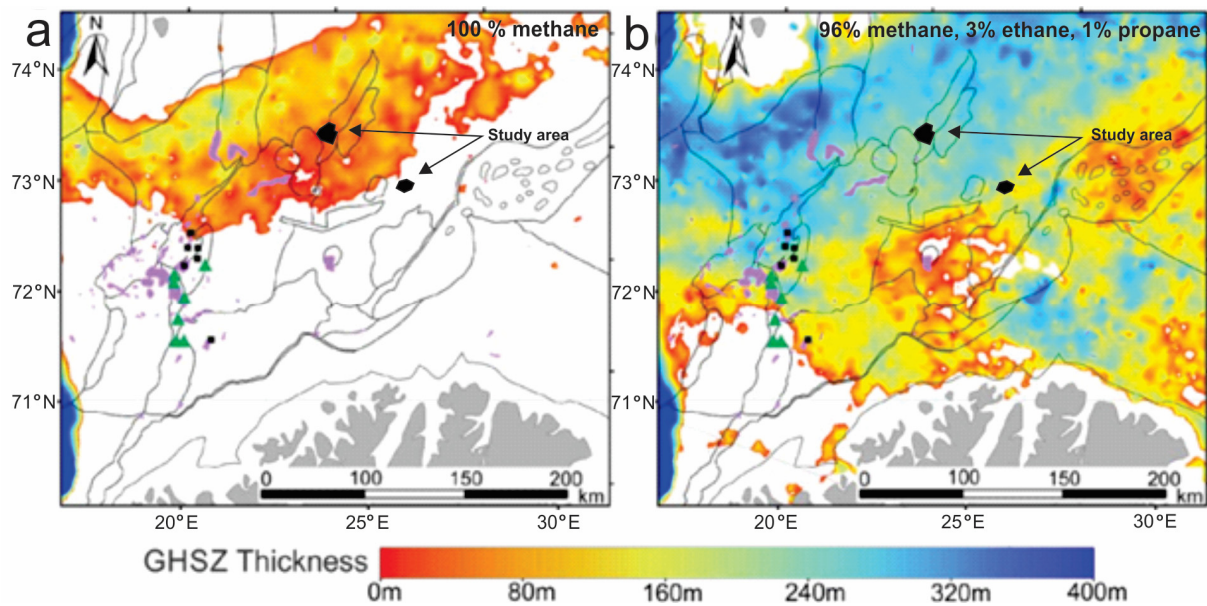 a
N
100 % methane
Study area
74°N
73°N
72°N
71°N
0 100 150 200
km
20°E 25°E 30°E
b
N
96% methane, 3% ethane, 1% propane
Study area
74°N
73°N
72°N
71°N
0 100 150 200
km
20°E 25°E 30°E
GHSZ Thickness
0m 80m 160m 240m 320m 400m